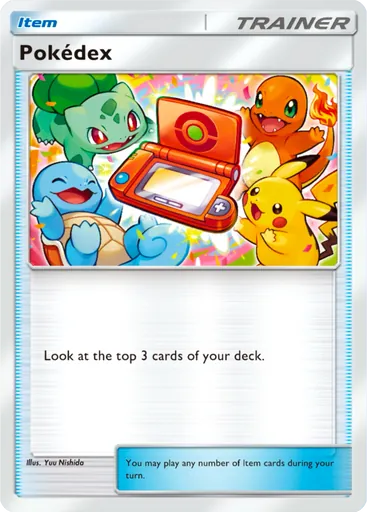 Item
TRAINER
Pokédex
Look at the top 3 cards of your deck.
Illus. Yuu Nishido
You may play any number of Item cards during your
turn.